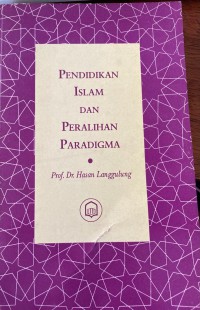 PENDIDIKAN
ISLAM
DAN
PERALIHAN
PARADIGMA
Prof. Dr. Hasan Langgulung